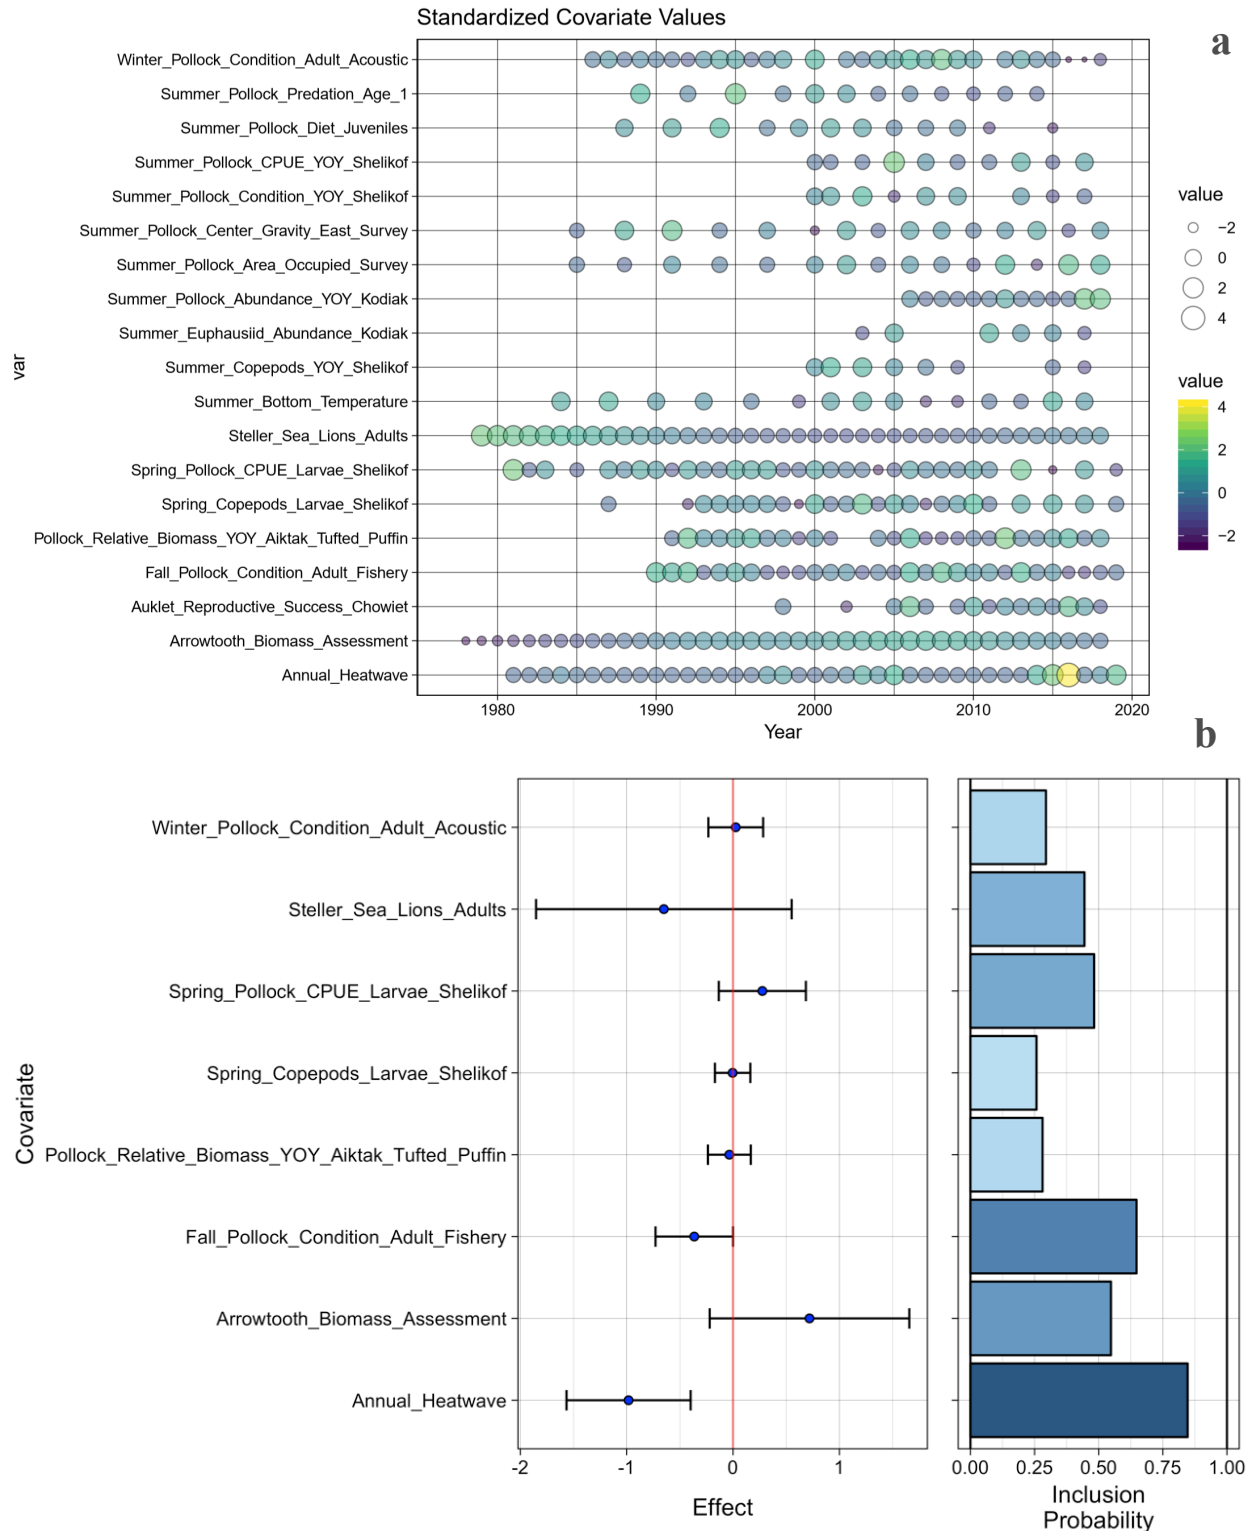 Standardized Covariate Values
a
var
Winter_Pollock_Condition_Adult_Acoustic
Summer_Pollock_Predation_Age_1
Summer_Pollock_Diet_Juveniles
Summer_Pollock_CPUE_YOY_Shelikof
Summer_Pollock_Condition_YOY_Shelikof
Summer_Pollock_Center_Gravity_East_Survey
Summer_Pollock_Area_Occupied_Survey
Summer_Pollock_Abundance_YOY_Kodiak
Summer_Euphausiid_Abundance_Kodiak
Summer_Copepods_YOY_Shelikof
Summer_Bottom_Temperature
Steller_Sea_Lions_Adults
Spring_Pollock_CPUE_Larvae_Shelikof
Spring_Copepods_Larvae_Shelikof
Pollock_Relative_Biomass_YOY_Aiktak_Tufted_Puffin
Fall_Pollock_Condition_Adult_Fishery
Auklet_Reproductive_Success_Chowiet
Arrowtooth_Biomass_Assessment
Annual_Heatwave
1980 1990 2000 2010 2020
Year
value
−2
0
2
4
value
4
2
0
−2
b
Covariate
Winter_Pollock_Condition_Adult_Acoustic
Steller_Sea_Lions_Adults
Spring_Pollock_CPUE_Larvae_Shelikof
Spring_Copepods_Larvae_Shelikof
Pollock_Relative_Biomass_YOY_Aiktak_Tufted_Puffin
Fall_Pollock_Condition_Adult_Fishery
Arrowtooth_Biomass_Assessment
Annual_Heatwave
-2 -1 0 1
Effect
0.00 0.25 0.50 0.75 1.00
Inclusion
Probability